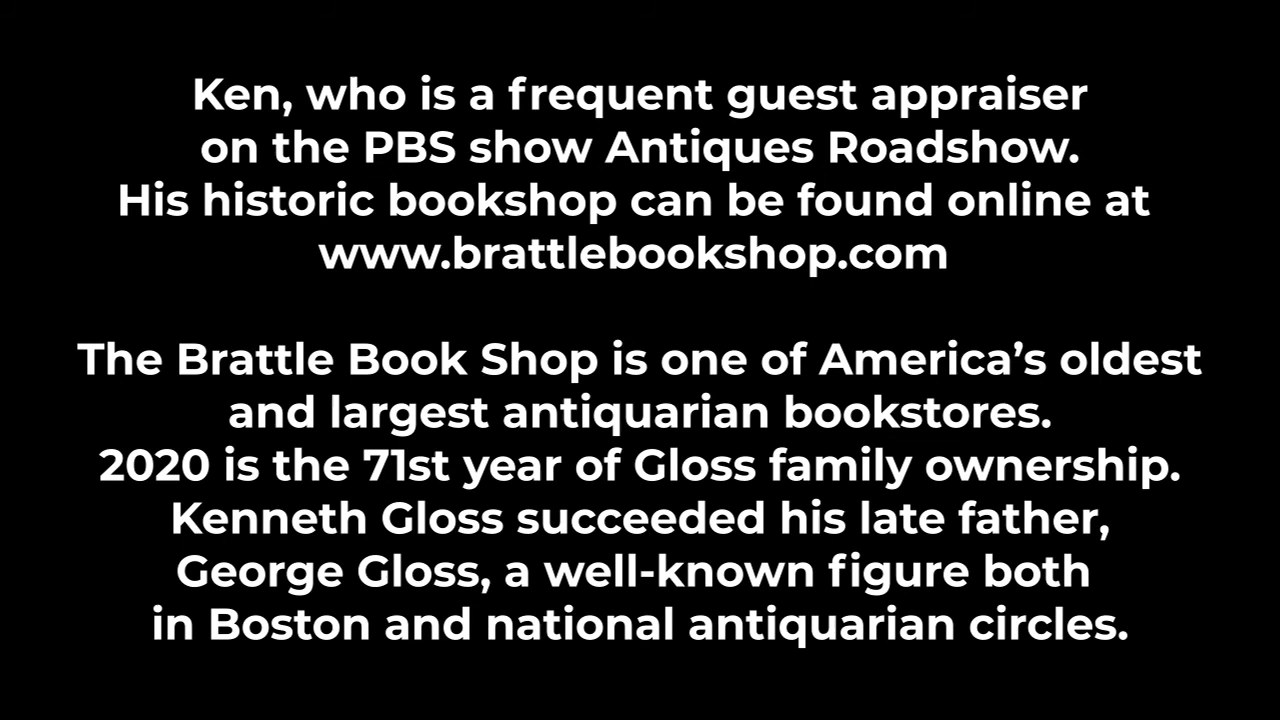 Ken, who is a frequent guest appraiser
on the PBS show Antiques Roadshow.
His historic bookshop can be found online at
www.brattlebookshop.com
The Brattle Book Shop is one of America’s oldest
and largest antiquarian bookstores.
2020 is the 71st year of Gloss family ownership.
Kenneth Gloss succeeded his late father,
George Gloss, a well-known figure both
in Boston and national antiquarian circles.